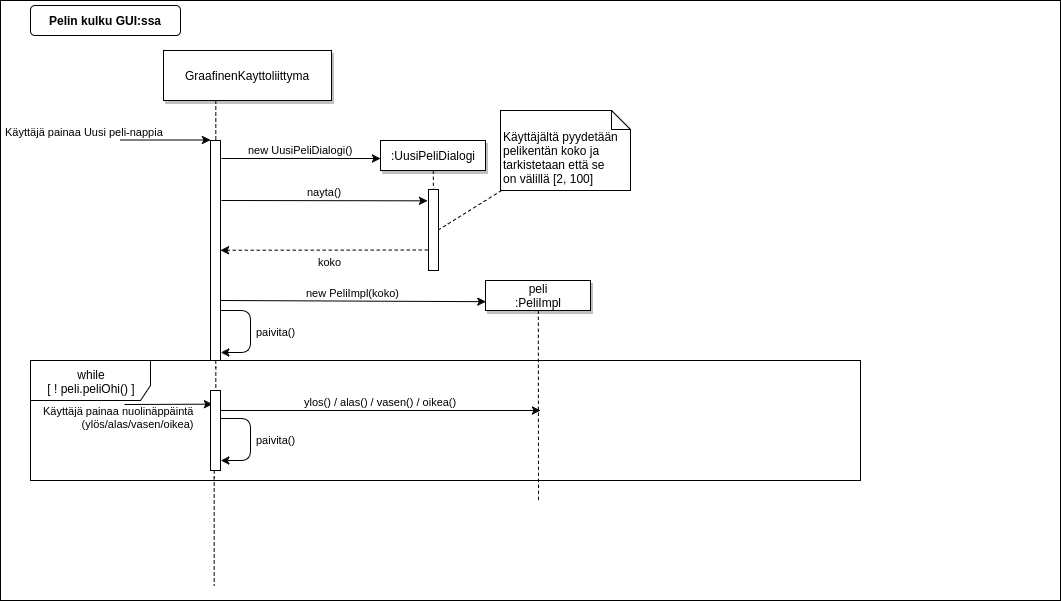 Pelin kulku GUI:ssa
GraafinenKayttoliittyma
Käyttäjä painaa Uusi peli-nappia
new UusiPeliDialogi()
:UusiPeliDialogi
Käyttäjältä pyydetään
pelikentän koko ja
tarkistetaan että se
on välillä [2, 100]
nayta()
koko
new PeliImpl(koko)
peli
:PeliImpl
paivita()
while
[ ! peli.peliOhi() ]
Käyttäjä painaa nuolinäppäintä
(ylös/alas/vasen/oikea)
ylos() / alas() / vasen() / oikea()
paivita()